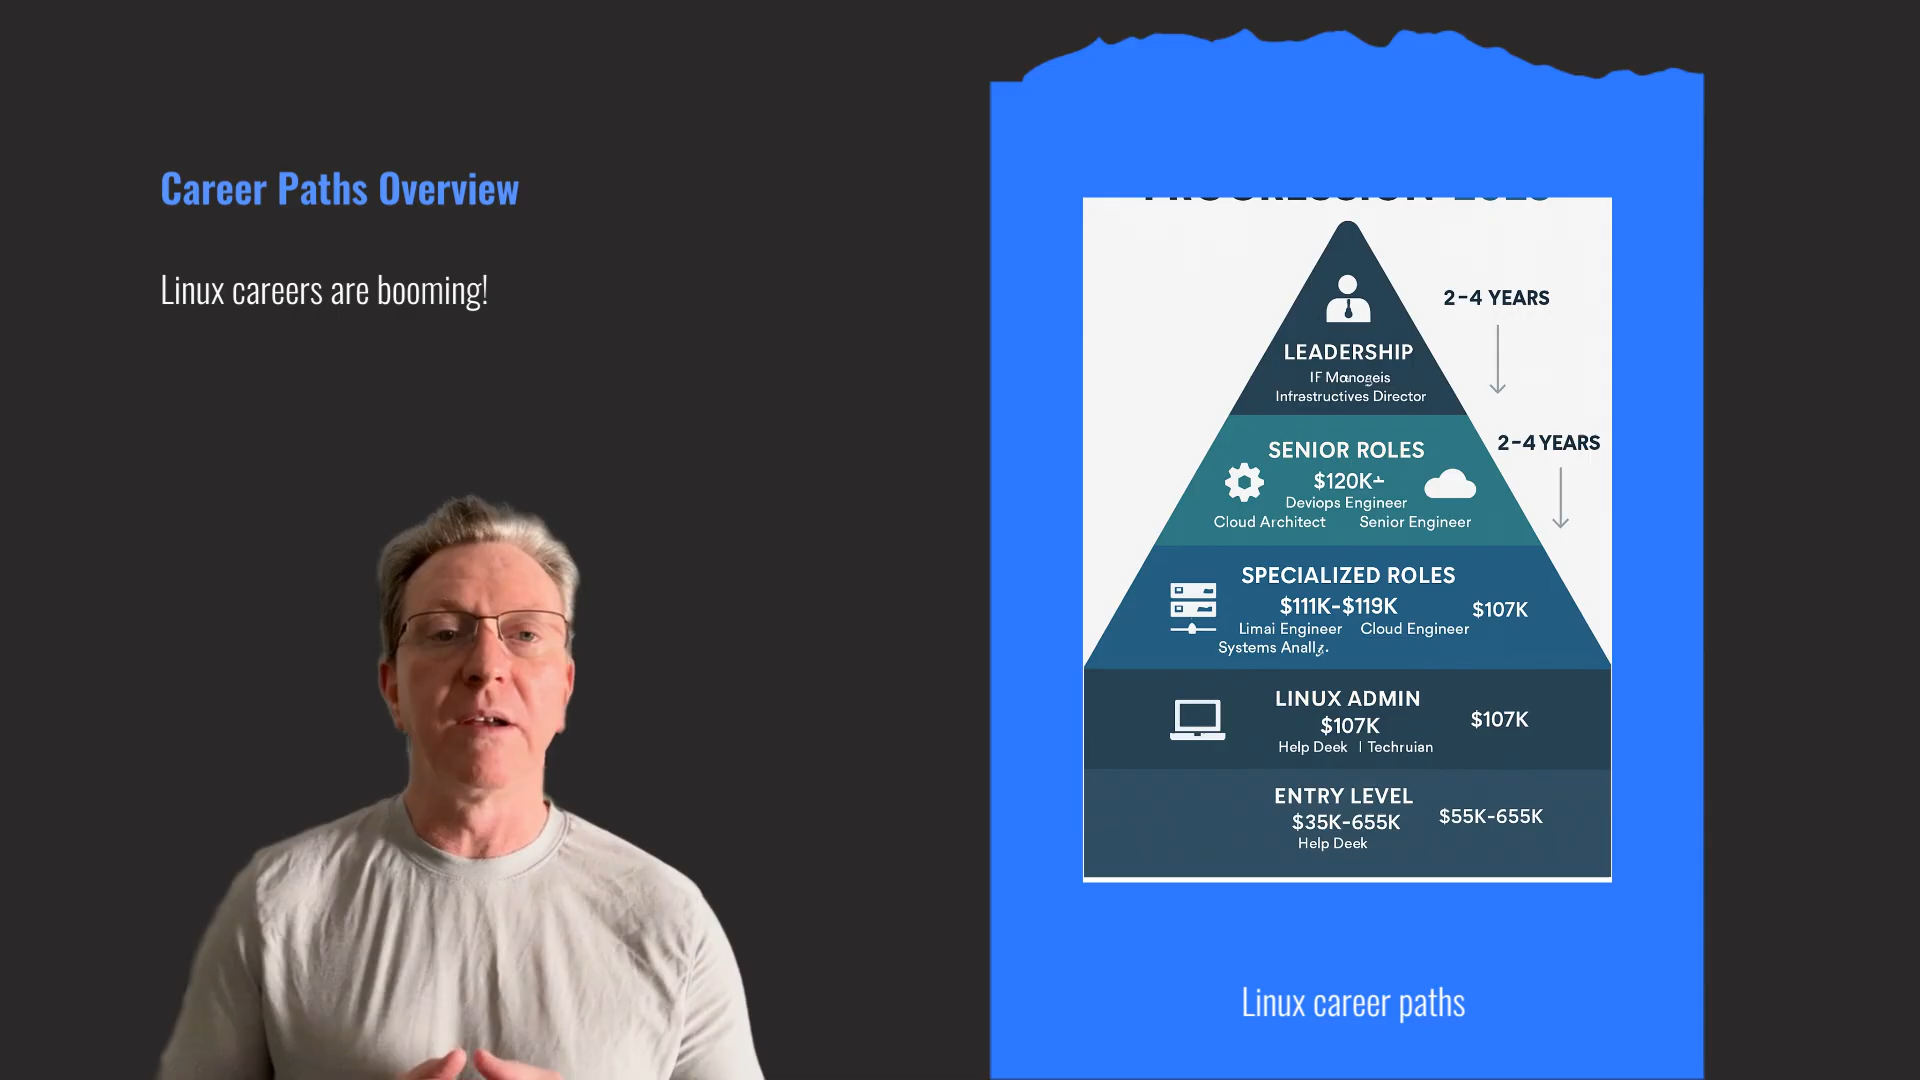 Career Paths Overview
Linux careers are booming!
2-4 YEARS
LEADERSHIP
IF Manogeis
Infrastructives Director
2-4 YEARS
SENIOR ROLES
$120K+
Deviops Engineer
Cloud Architect Senior Engineer
SPECIALIZED ROLES
$111K-$119K $107K
Limai Engineer Cloud Engineer
Systems
LINUX ADMIN
$107K $107K
Help Deek | Techruian
ENTRY LEVEL
$35K-655K $55K-655K
Help Deek
Linux career paths